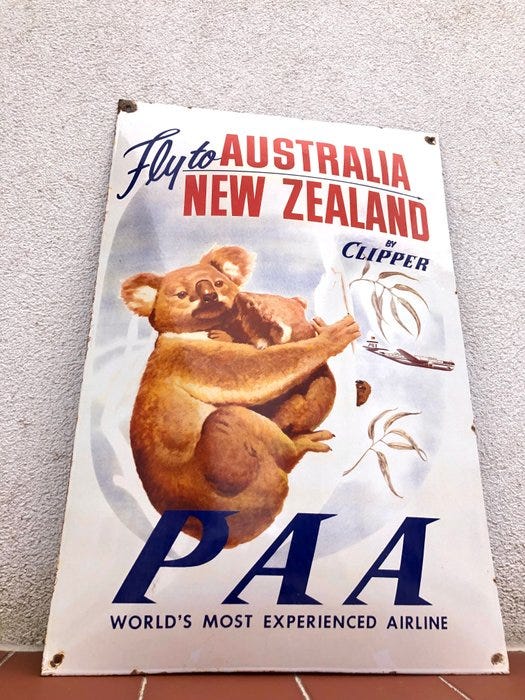 Fly to AUSTRALIA
NEW ZEALAND
BY
CLIPPER
PAA
WORLD'S MOST EXPERIENCED AIRLINE